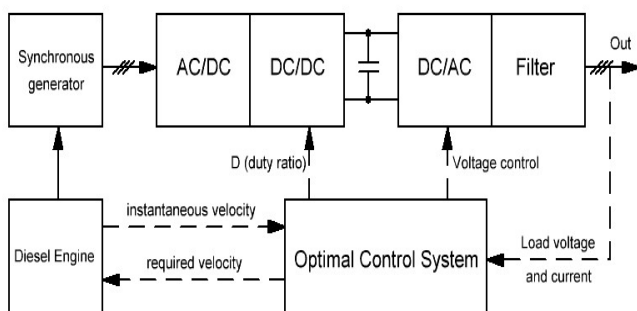 Synchronous
generator
AC/DC
DC/DC
DC/AC
Filter
Out
D (duty ratio)
Voltage control
Diesel Engine
instantaneous velocity
required velocity
Optimal Control System
Load voltage
and current